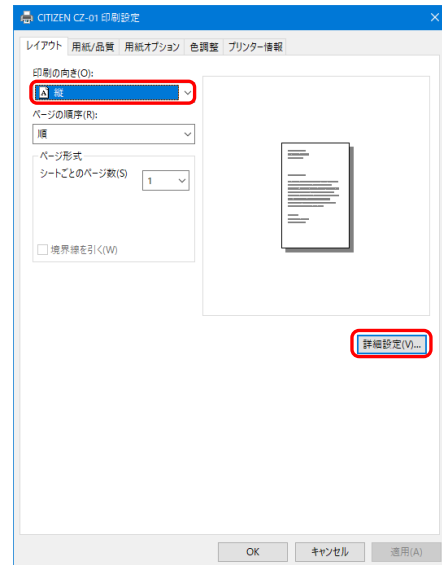 CITIZEN CZ-01 印刷設定
レイアウト 用紙/品質 用紙オプション 色調整 プリンター情報
印刷の向き(O):
A 縦
ページの順序(R):
順
ページ形式
シートごとのページ数(S) 1
境界線を引く(W)
詳細設定(V)...
OK キャンセル 適用(A)